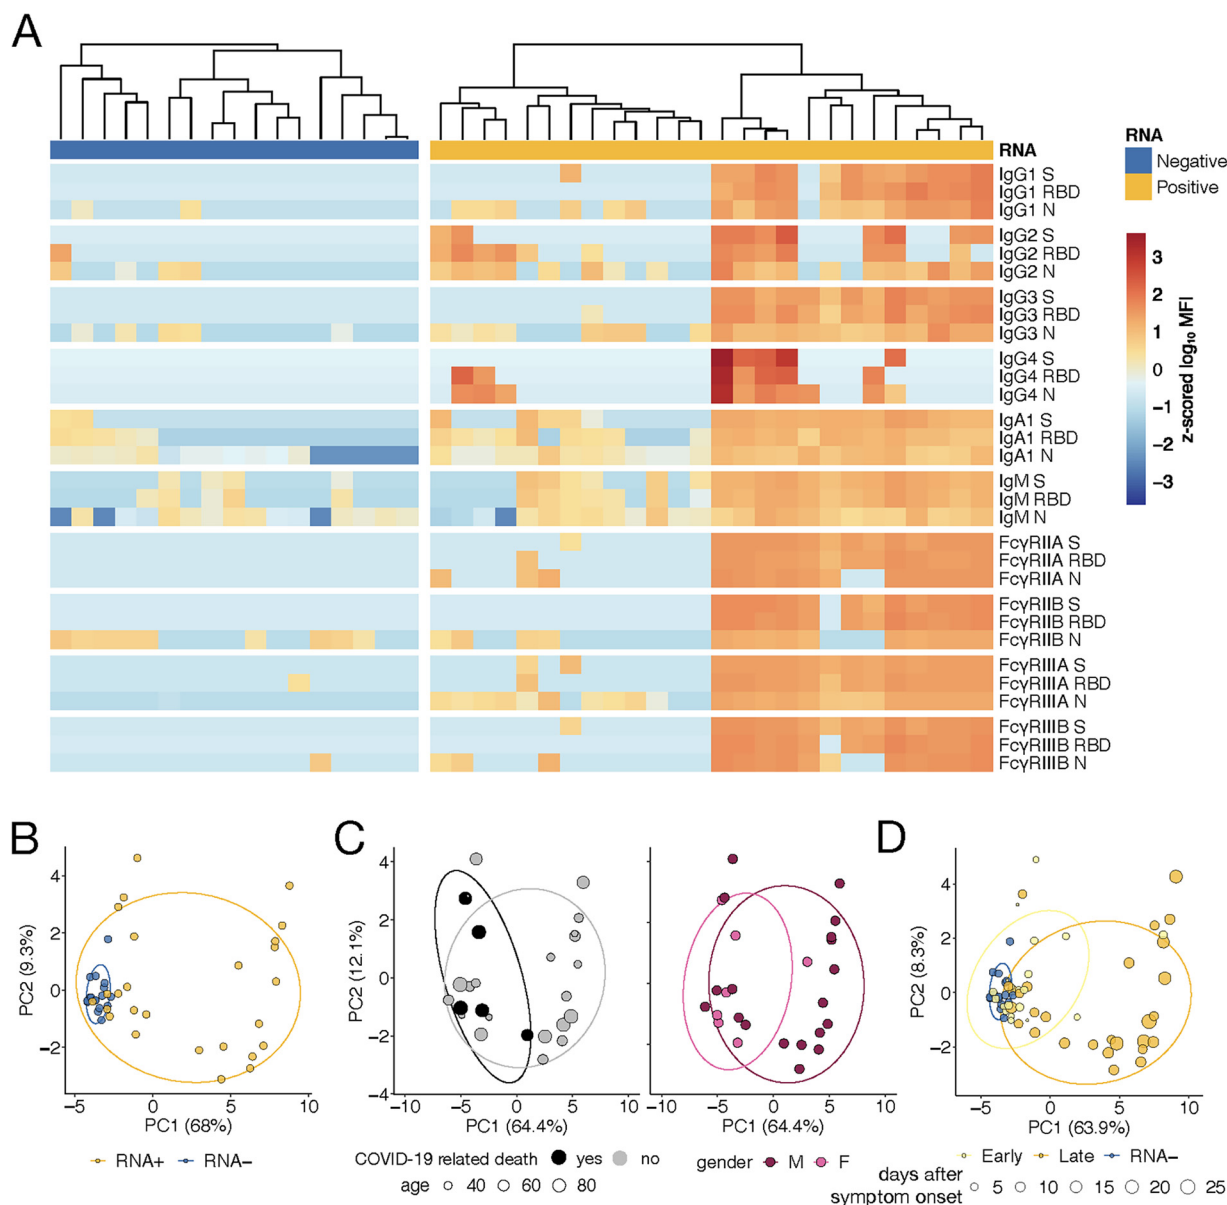 A
RNA
Negative
Positive
RNA
IgG1 S
IgG1 RBD
IgG1 N
IgG2 S
IgG2 RBD
IgG2 N
IgG3 S
IgG3 RBD
IgG3 N
IgG4 S
IgG4 RBD
IgG4 N
IgA1 S
IgA1 RBD
IgA1 N
IgM S
IgM RBD
IgM N
FcγRIIA S
FcγRIIA RBD
FcγRIIA N
FcγRIIB S
FcγRIIB RBD
FcγRIIB N
FcγRIIIA S
FcγRIIIA RBD
FcγRIIIA N
FcγRIIIB S
FcγRIIIB RBD
FcγRIIIB N
3
2
1
0
−1
−2
−3
z-scored log₁₀ MFI
B
4
2
0
−2
PC2 (9.3%)
−5 0 5 10
PC1 (68%)
RNA+ RNA−
C
4
2
0
−2
−4
PC2 (12.1%)
−10 −5 0 5 10
PC1 (64.4%)
−10 −5 0 5 10
PC1 (64.4%)
COVID-19 related death yes no
age 40 60 80
gender M F
D
4
2
0
−2
PC2 (8.3%)
−5 0 5 10
PC1 (63.9%)
Early Late RNA−
days after
symptom onset 5 10 15 20 25